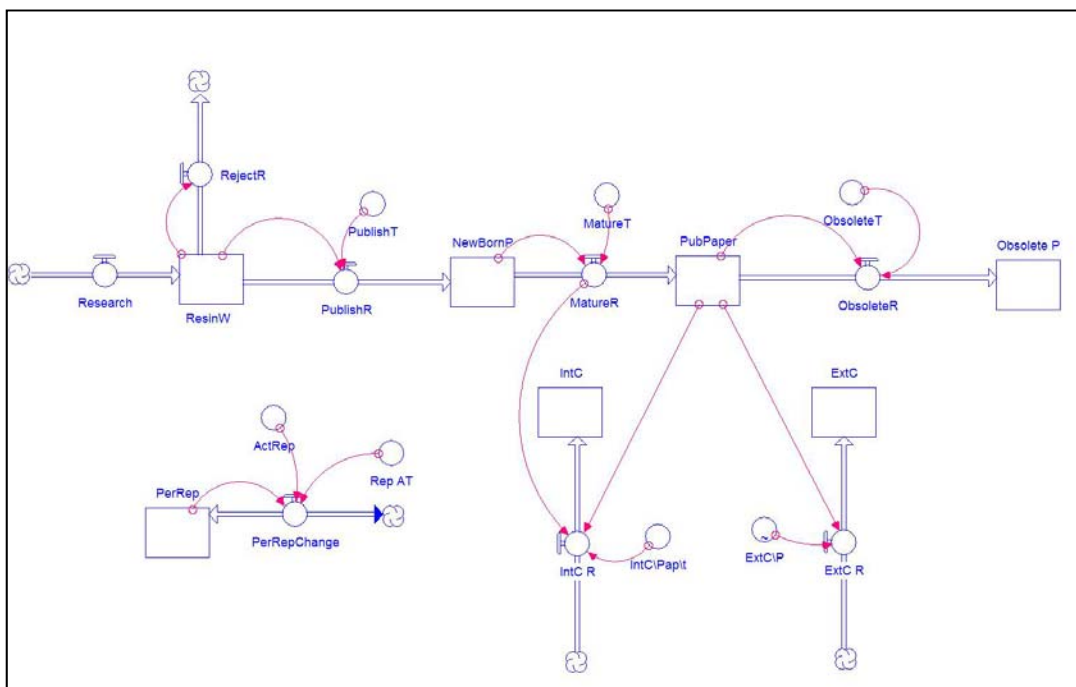 RejectR
PublishT
MatureT
ObsoleteT
NewBornP
PubPaper
Obsolete P
Research
ResinW
PublishR
MatureR
ObsoleteR
IntC
ExtC
ActRep
Rep AT
PerRep
PerRepChange
IntC R
IntC\Pap\t
ExtC\P
ExtC R